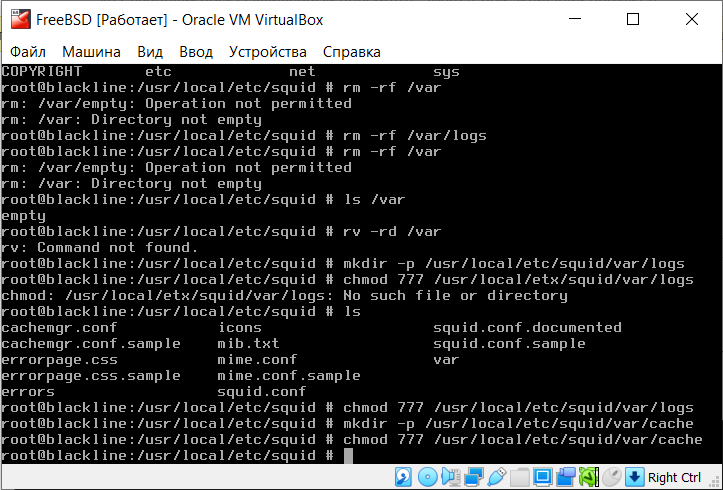 FreeBSD [Работает] - Oracle VM VirtualBox
Файл Машина Вид Ввод Устройства Справка
COPYRIGHT etc net sys
root@blackline:/usr/local/etc/squid # rm -rf /var
rm: /var/empty: Operation not permitted
rm: /var: Directory not empty
root@blackline:/usr/local/etc/squid # rm -rf /var/logs
root@blackline:/usr/local/etc/squid # rm -rf /var
rm: /var/empty: Operation not permitted
rm: /var: Directory not empty
root@blackline:/usr/local/etc/squid # ls /var
empty
root@blackline:/usr/local/etc/squid # rv -rd /var
rv: Command not found.
root@blackline:/usr/local/etc/squid # mkdir -p /usr/local/etc/squid/var/logs
root@blackline:/usr/local/etc/squid # chmod 777 /usr/local/etx/squid/var/logs
chmod: /usr/local/etx/squid/var/logs: No such file or directory
root@blackline:/usr/local/etc/squid # ls
cachemgr.conf icons squid.conf.documented
cachemgr.conf.sample mib.txt squid.conf.sample
errorpage.css mime.conf var
errorpage.css.sample mime.conf.sample
errors squid.conf
root@blackline:/usr/local/etc/squid # chmod 777 /usr/local/etc/squid/var/logs
root@blackline:/usr/local/etc/squid # mkdir -p /usr/local/etc/squid/var/cache
root@blackline:/usr/local/etc/squid # chmod 777 /usr/local/etc/squid/var/cache
root@blackline:/usr/local/etc/squid #
Right Ctrl